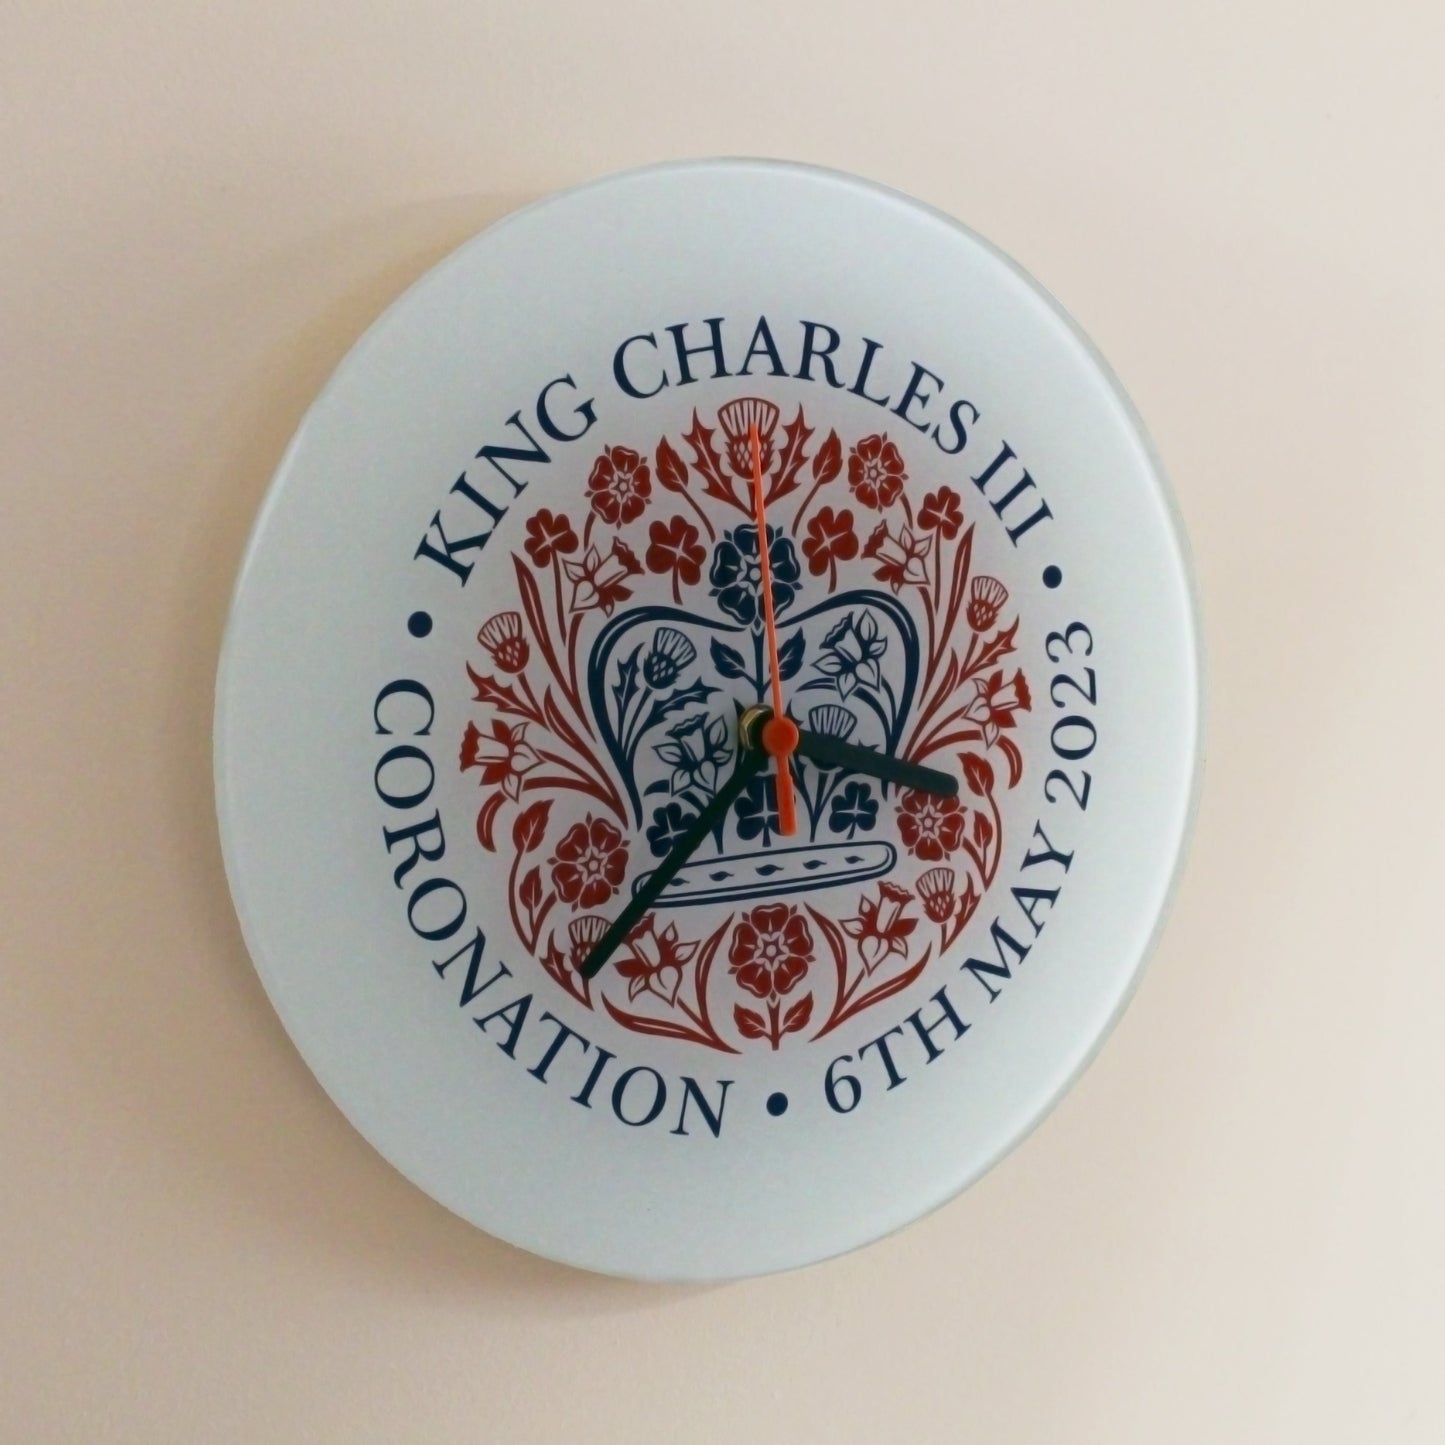 KING CHARLES III
CORONATION • 6TH MAY 2023